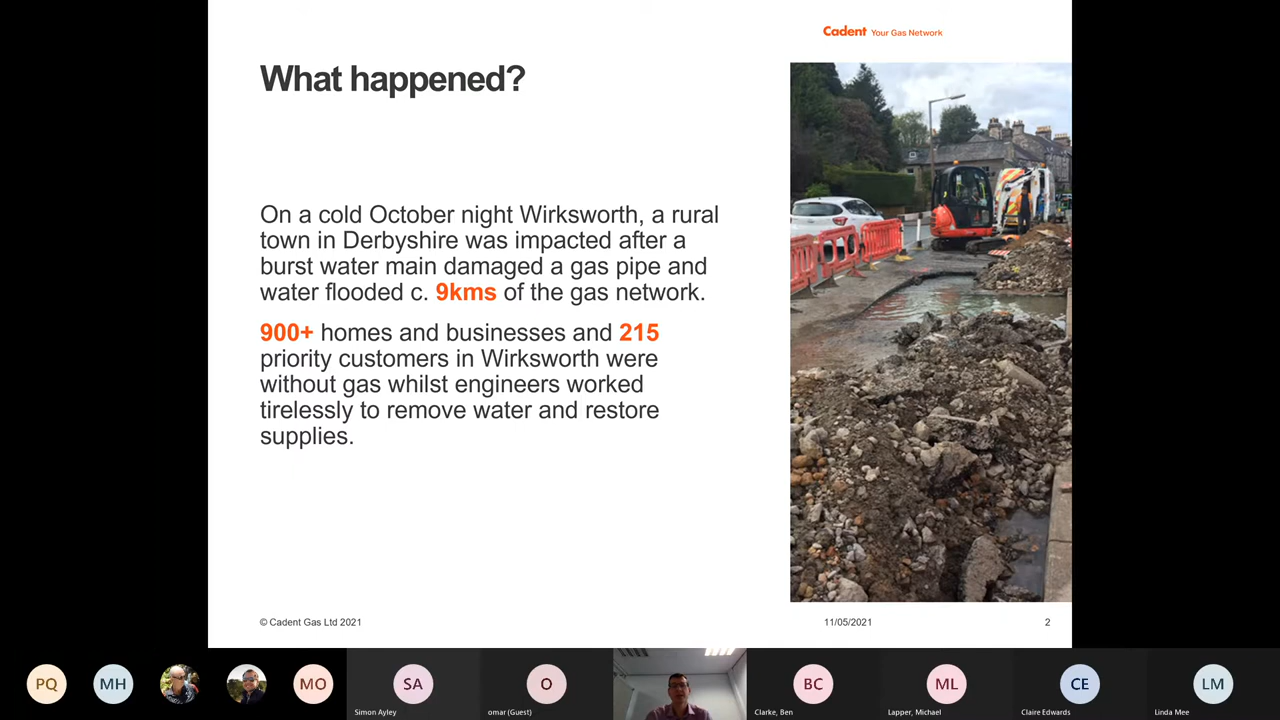 Cadent Your Gas Network
What happened?
On a cold October night Wirksworth, a rural
town in Derbyshire was impacted after a
burst water main damaged a gas pipe and
water flooded c. 9kms of the gas network.
900+ homes and businesses and 215
priority customers in Wirksworth were
without gas whilst engineers worked
tirelessly to remove water and restore
supplies.
© Cadent Gas Ltd 2021
11/05/2021
2
PQ
MH
MO
SA
Simon Ayley
O
omar (Guest)
BC
Clarke, Ben
ML
Lapper, Michael
CE
Claire Edwards
LM
Linda Mee